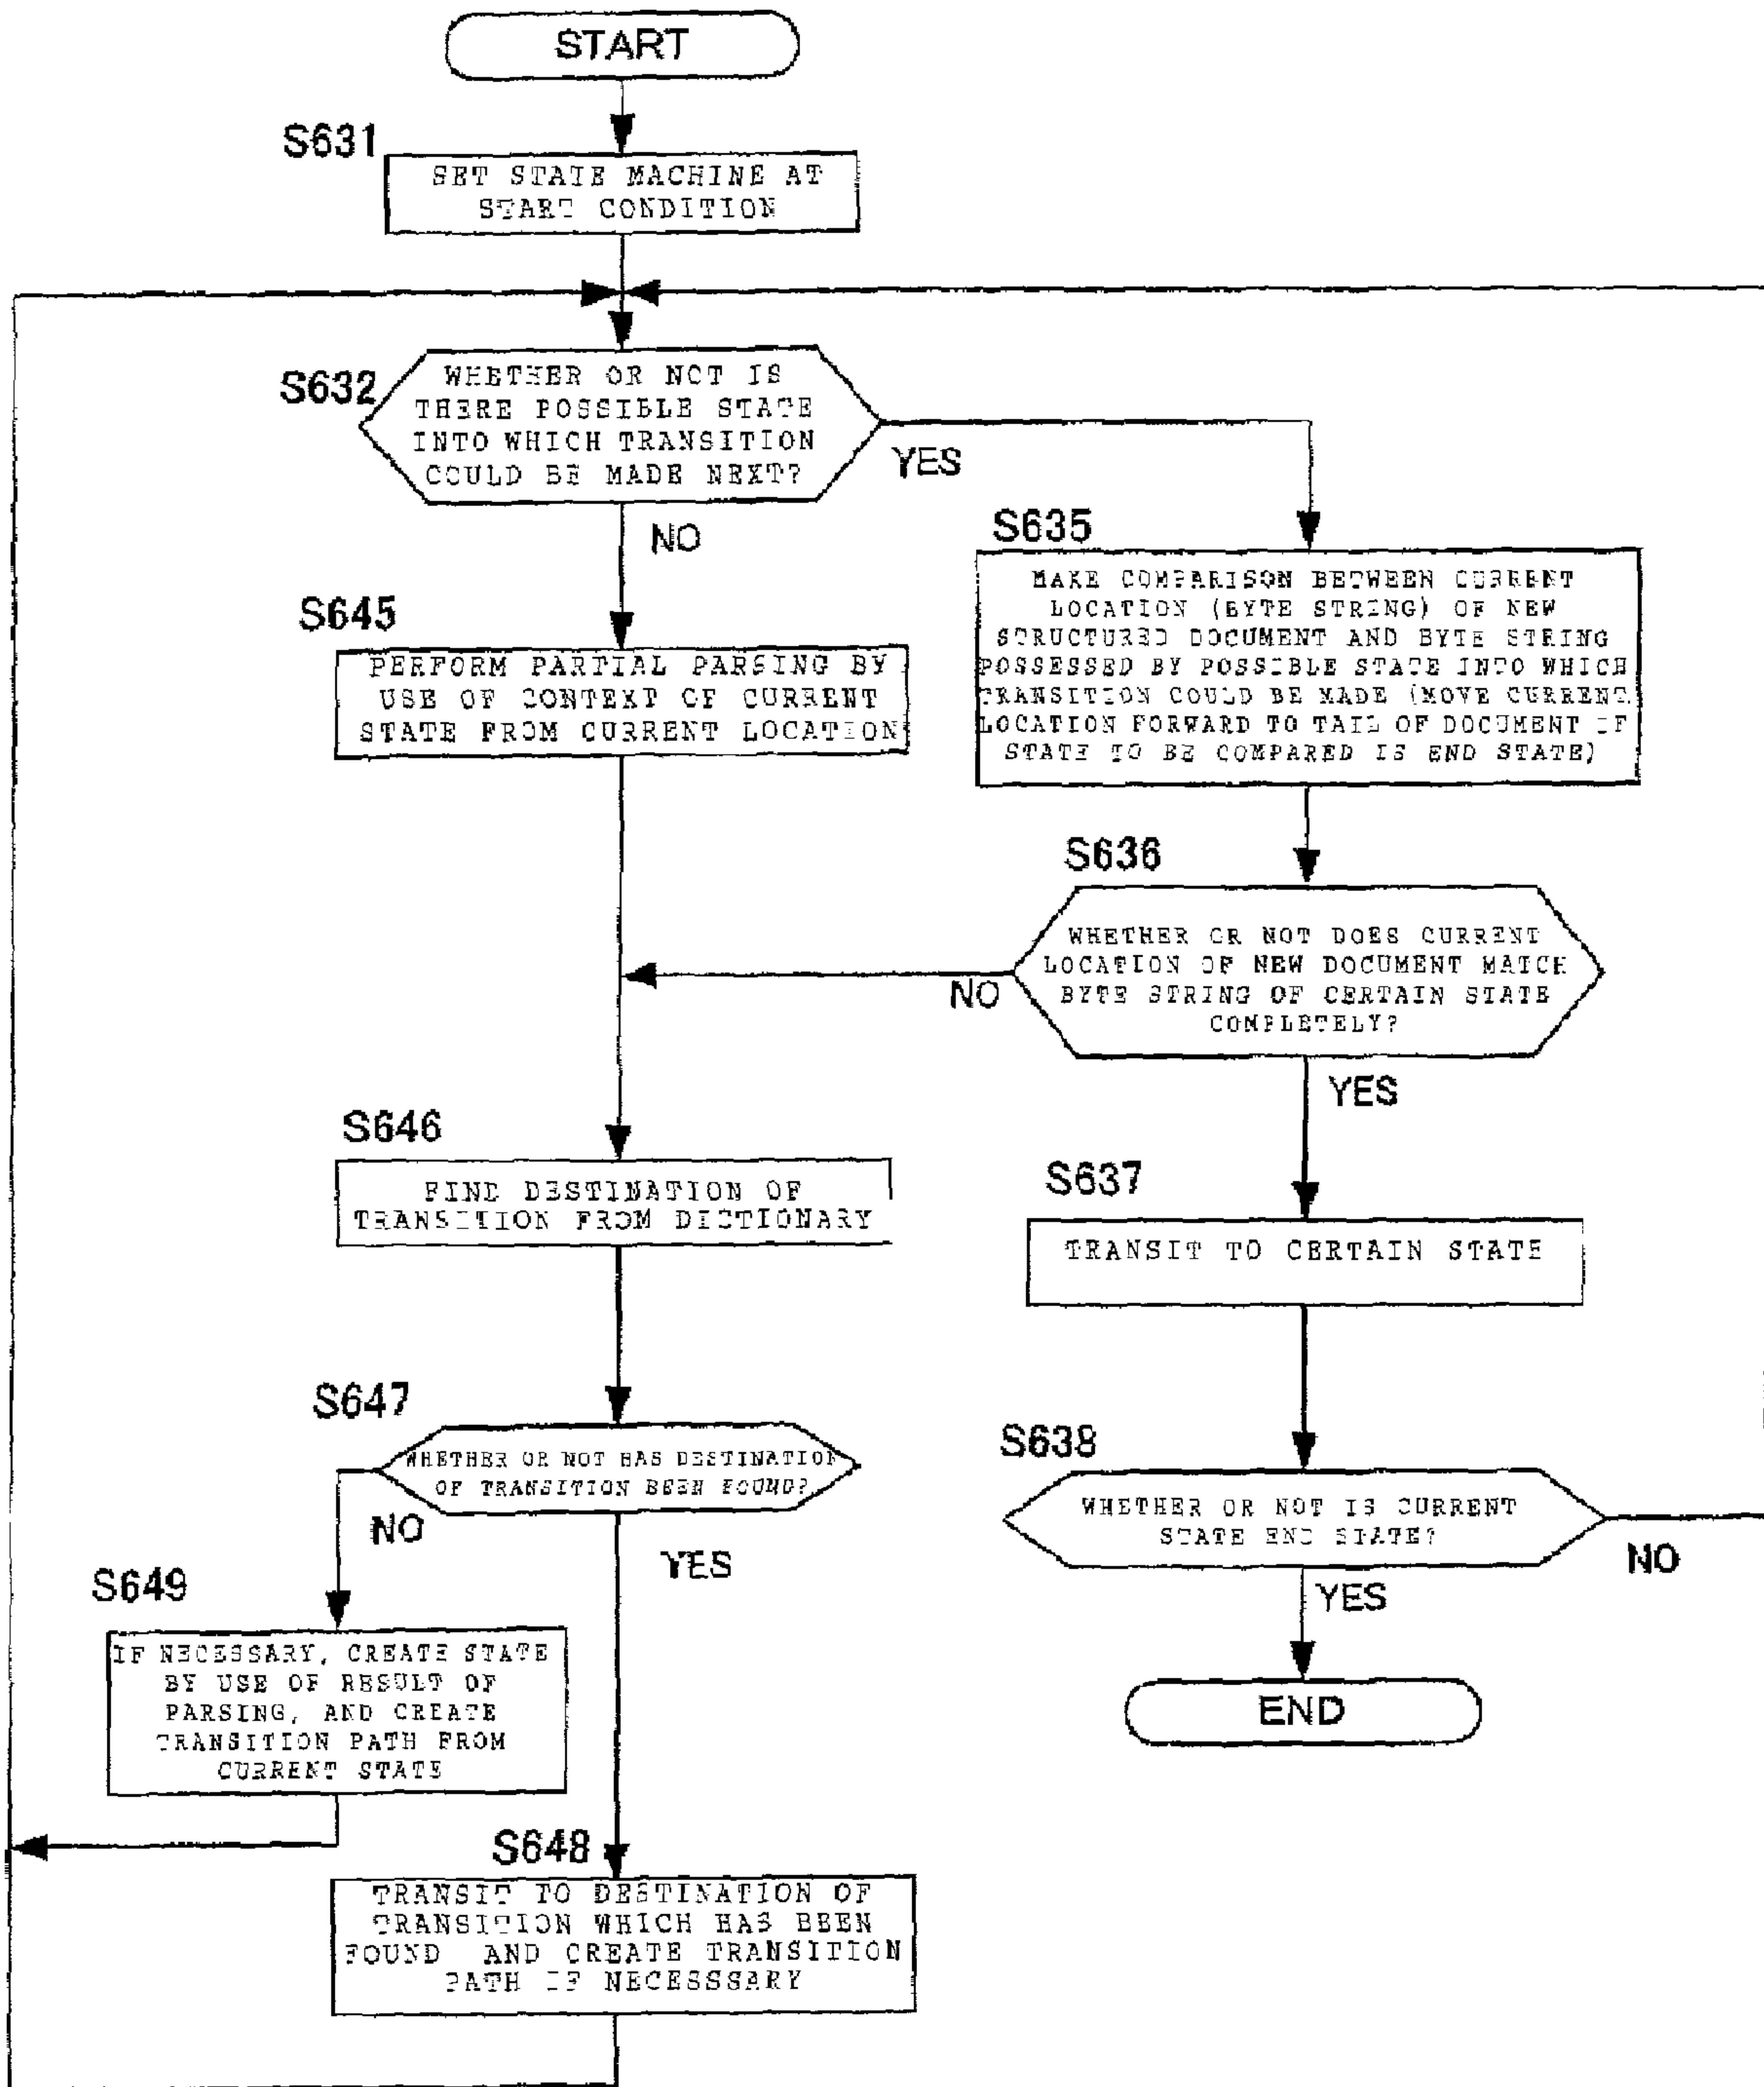 START
S631
SET STATE MACHINE AT
START CONDITION
S632
WHETHER OR NOT IS
THERE POSSIBLE STATE
INTO WHICH TRANSITION
COULD BE MADE NEXT?
YES
NO
S635
MAKE COMPARISON BETWEEN CURRENT
LOCATION (BYTE STRING) OF NEW
STRUCTURED DOCUMENT AND BYTE STRING
POSSESSED BY POSSIBLE STATE INTO WHICH
TRANSITION COULD BE MADE (MOVE CURRENT
LOCATION FORWARD TO TAIL OF DOCUMENT IF
STATE TO BE COMPARED IS END STATE)
S645
PERFORM PARTIAL PARSING BY
USE OF CONTEXT OF CURRENT
STATE FROM CURRENT LOCATION
S636
WHETHER OR NOT DOES CURRENT
LOCATION OF NEW DOCUMENT MATCH
BYTE STRING OF CERTAIN STATE
COMPLETELY?
NO
YES
S646
FIND DESTINATION OF
TRANSITION FROM DICTIONARY
S637
TRANSIT TO CERTAIN STATE
S647
WHETHER OR NOT HAS DESTINATION
OF TRANSITION BEEN FOUND?
NO
YES
S638
WHETHER OR NOT IS CURRENT
STATE END STATE?
NO
YES
S649
IF NECESSARY, CREATE STATE
BY USE OF RESULT OF
PARSING, AND CREATE
TRANSITION PATH FROM
CURRENT STATE
END
S648
TRANSIT TO DESTINATION OF
TRANSITION WHICH HAS BEEN
FOUND AND CREATE TRANSITION
PATH IF NECESSSARY